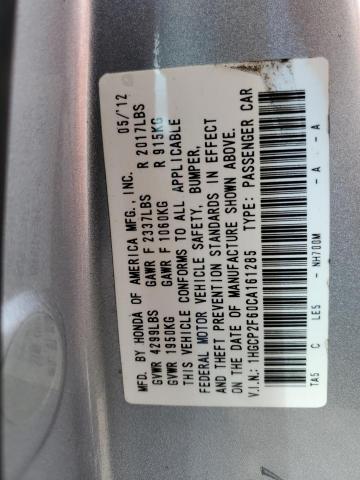 MFD. BY HONDA OF AMERICA MFG., INC. 05/'12
GVWR 4299LBS GAWR F 2337LBS R 2017LBS
GVWR 1950KG GAWR F 1060KG R 915KG
THIS VEHICLE CONFORMS TO ALL APPLICABLE
FEDERAL MOTOR VEHICLE SAFETY, BUMPER,
AND THEFT PREVENTION STANDARDS IN EFFECT
ON THE DATE OF MANUFACTURE SHOWN ABOVE.
V.I.N.: 1HGCP2F60CA161285 TYPE: PASSENGER CAR
TA5 C LE5 - NH700M - A - A